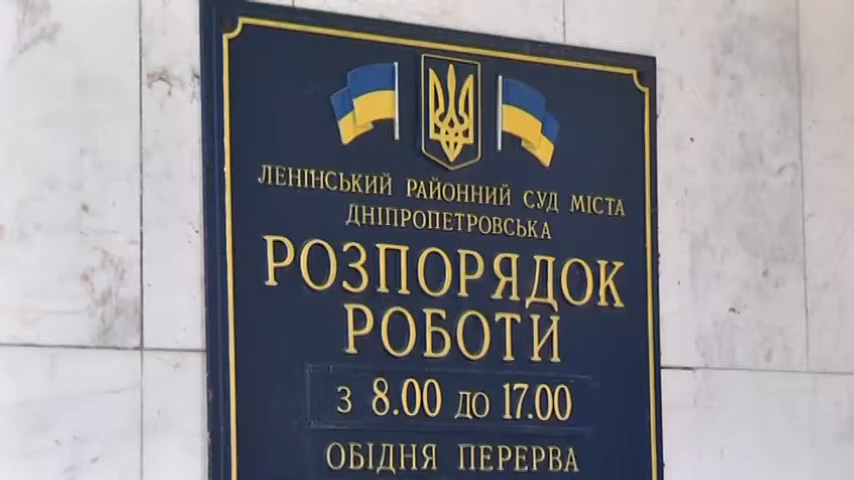 ЛЕНІНСЬКИЙ РАЙОННИЙ СУД МІСТА
ДНІПРОПЕТРОВСЬКА
РОЗПОРЯДОК
РОБОТИ
З 8.00 ДО 17.00
ОБІДНЯ ПЕРЕРВА